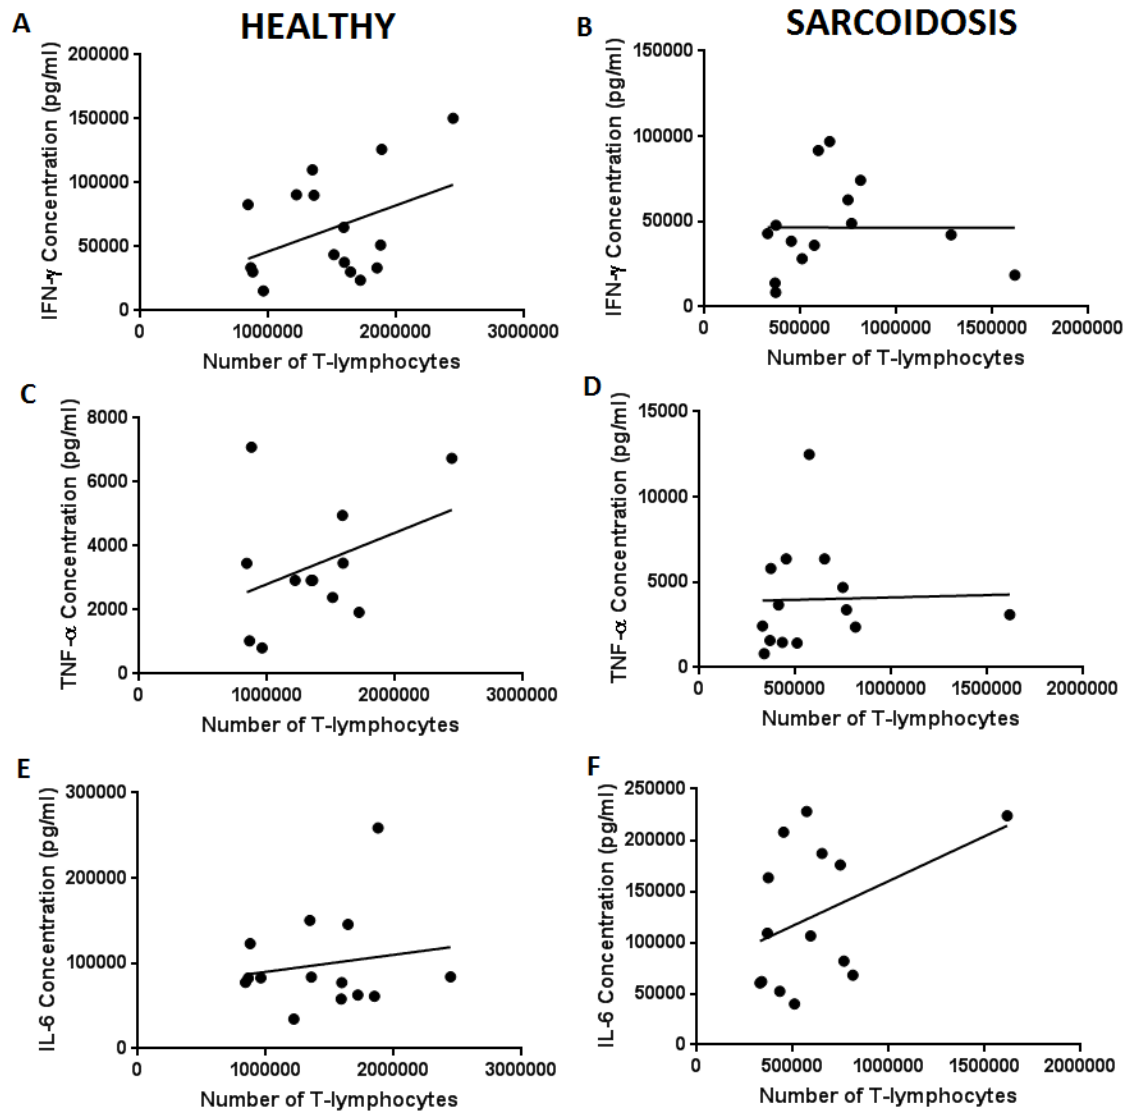 A
HEALTHY
IFN-γ Concentration (pg/ml)
200000
150000
100000
50000
0
0 1000000 2000000 3000000
Number of T-lymphocytes
B
SARCOIDOSIS
IFN-γ Concentration (pg/ml)
150000
100000
50000
0
0 500000 1000000 1500000 2000000
Number of T-lymphocytes
C
TNF-α Concentration (pg/ml)
8000
6000
4000
2000
0
0 1000000 2000000 3000000
Number of T-lymphocytes
D
TNF-α Concentration (pg/ml)
15000
10000
5000
0
0 500000 1000000 1500000 2000000
Number of T-lymphocytes
E
IL-6 Concentration (pg/ml)
300000
200000
100000
0
0 1000000 2000000 3000000
Number of T-lymphocytes
F
IL-6 Concentration (pg/ml)
250000
200000
150000
100000
50000
0
0 500000 1000000 1500000 2000000
Number of T-lymphocytes